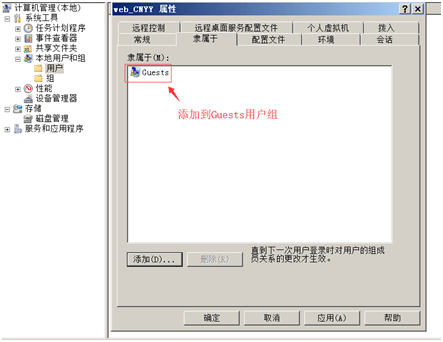 计算机管理(本地)
系统工具
任务计划程序
事件查看器
共享文件夹
本地用户和组
用户
组
性能
设备管理器
存储
磁盘管理
服务和应用程序
web_CNYY 属性
远程控制
远程桌面服务配置文件
个人虚拟机
拨入
常规
隶属于
配置文件
环境
会话
隶属于(M):
Guests
添加到Guests用户组
添加(D)...
删除(R)
直到下一次用户登录时对用户的组成
员关系的更改才生效。
确定
取消
应用(A)
帮助